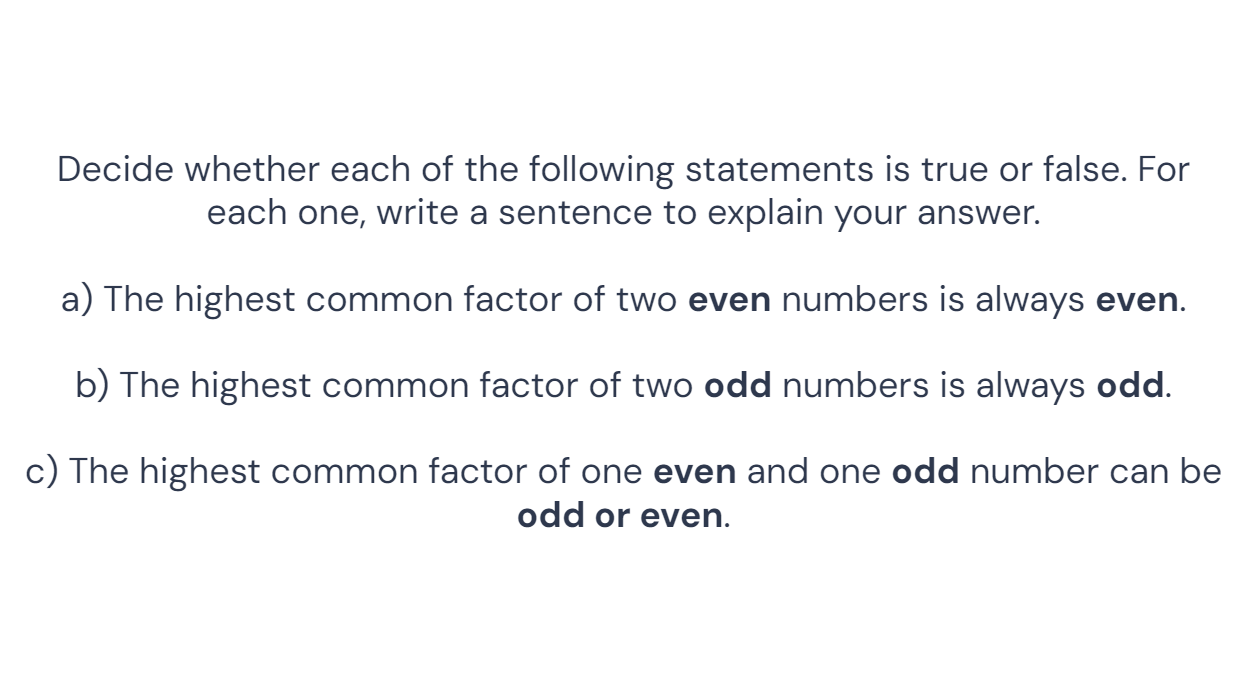 Decide whether each of the following statements is true or false. For
each one, write a sentence to explain your answer.
a) The highest common factor of two even numbers is always even.
b) The highest common factor of two odd numbers is always odd.
c) The highest common factor of one even and one odd number can be
odd or even.